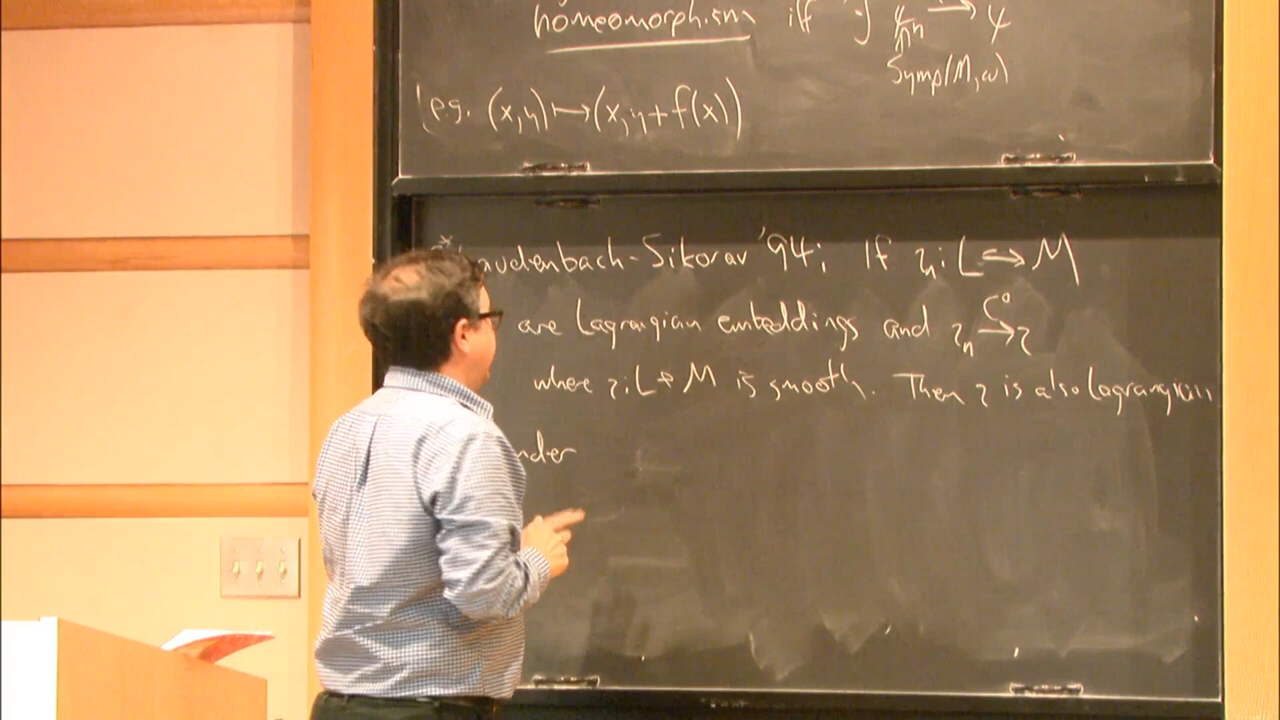 homeomorphism iff ∃ ψn → ψ
Symp(M,ω)
(e.g. (x,y)↦(x,y+f(x))
audenbach-Sikorav '94: If ιn: L↪M
are Lagrangian embeddings and ιn →C⁰ ι
where ι: L→M is smooth. Then ι is also Lagrangian
nder